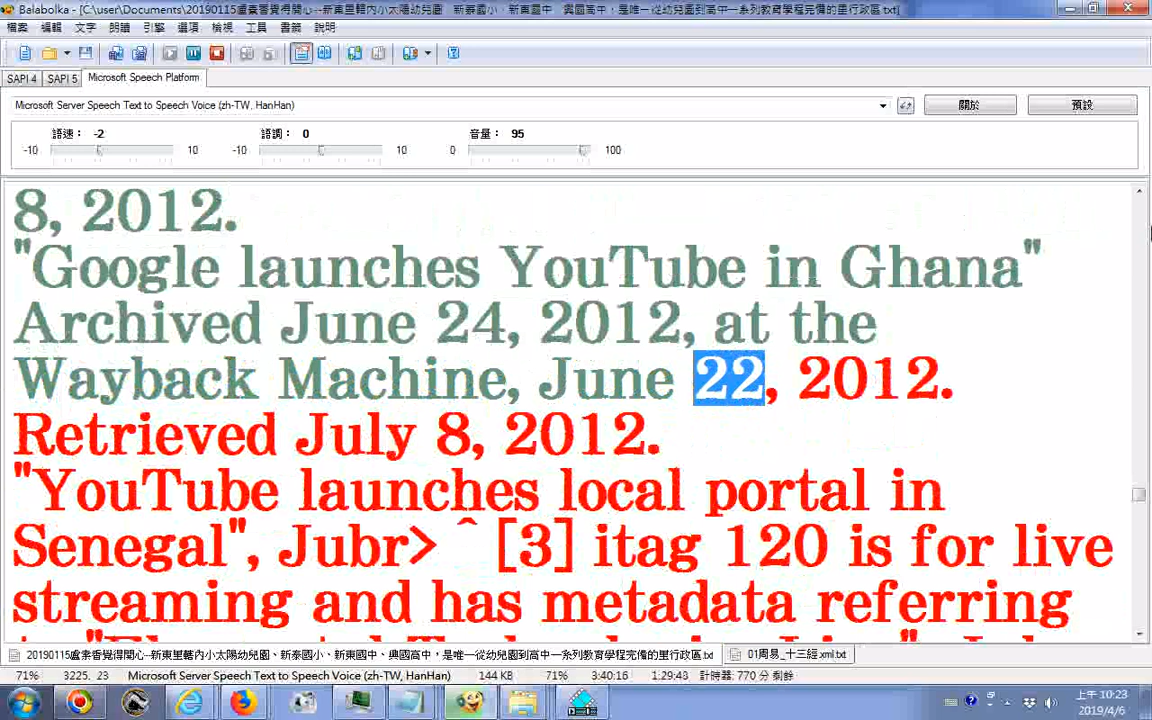 Balabolka - [C:\user\Documents\20190115盧素香覺得開心--新東里轄內小太陽幼兒園、新泰國小、新東國中、興國高中，是唯一從幼兒園到高中一系列教育學程完備的里行政區.txt]
檔案 編輯 文字 朗讀 引擎 選項 檢視 工具 書籤 說明
SAPI 4 SAPI 5 Microsoft Speech Platform
Microsoft Server Speech Text to Speech Voice (zh-TW, HanHan) 關於 預設
語速： -2 語調： 0 音量： 95
-10 10 -10 10 0 100
8, 2012.
"Google launches YouTube in Ghana"
Archived June 24, 2012, at the
Wayback Machine, June 22, 2012.
Retrieved July 8, 2012.
"YouTube launches local portal in
Senegal", Jubr> ^ [3] itag 120 is for live
streaming and has metadata referring
20190115盧素香覺得開心--新東里轄內小太陽幼兒園、新泰國小、新東國中、興國高中，是唯一從幼兒園到高中一系列教育學程完備的里行政區.txt 01周易_十三經.xml.txt
71% 3225, 23 Microsoft Server Speech Text to Speech Voice (zh-TW, HanHan) 144 KB 71% 3:40:16 1:29:43 計時器: 770 分 剩餘
上午 10:23
2019/4/6